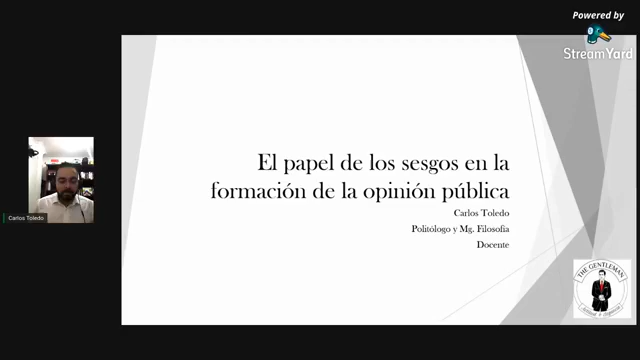 Powered by
StreamYard
El papel de los sesgos en la
formación de la opinión pública
Carlos Toledo
Politólogo y Mg. Filosofia
Docente
Carlos Toledo
THE GENTLEMAN